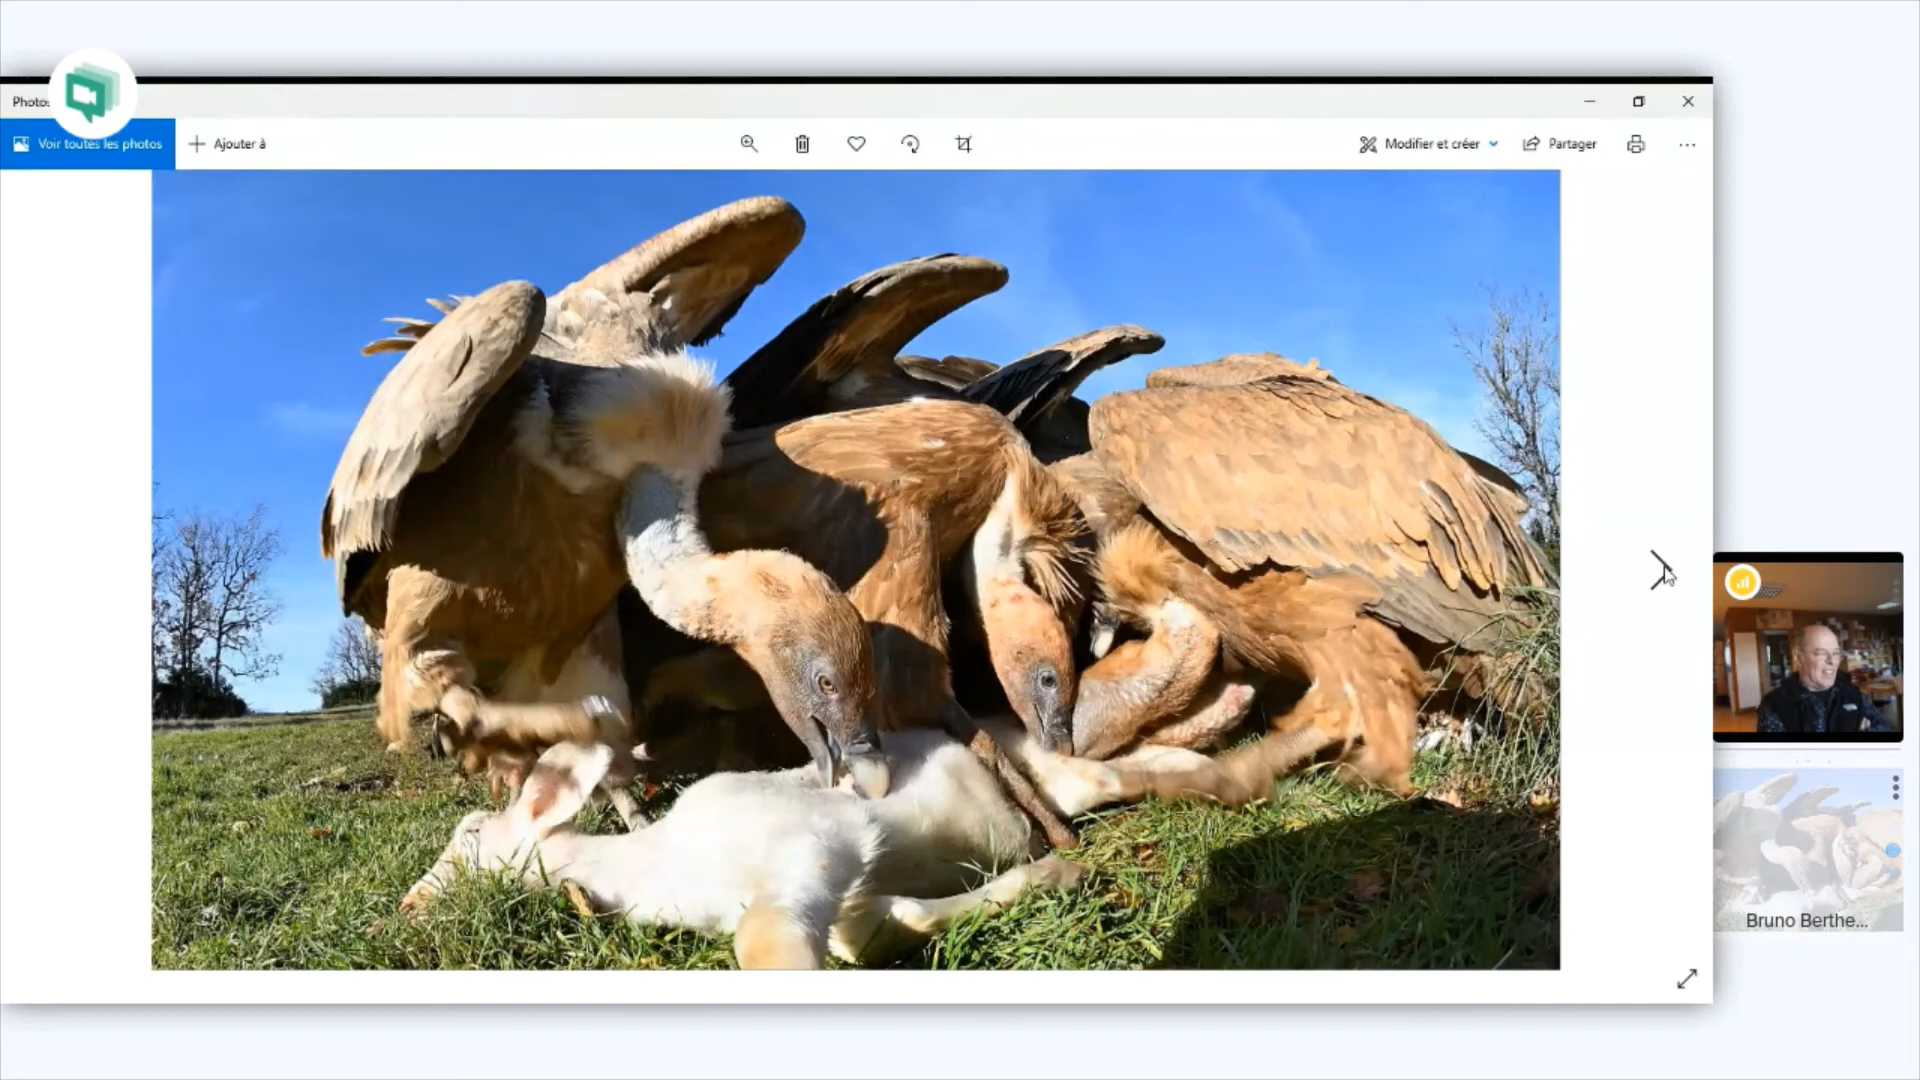 Photos
Voir toutes les photos
Ajouter à
Modifier et créer
Partager
Bruno Berthe...